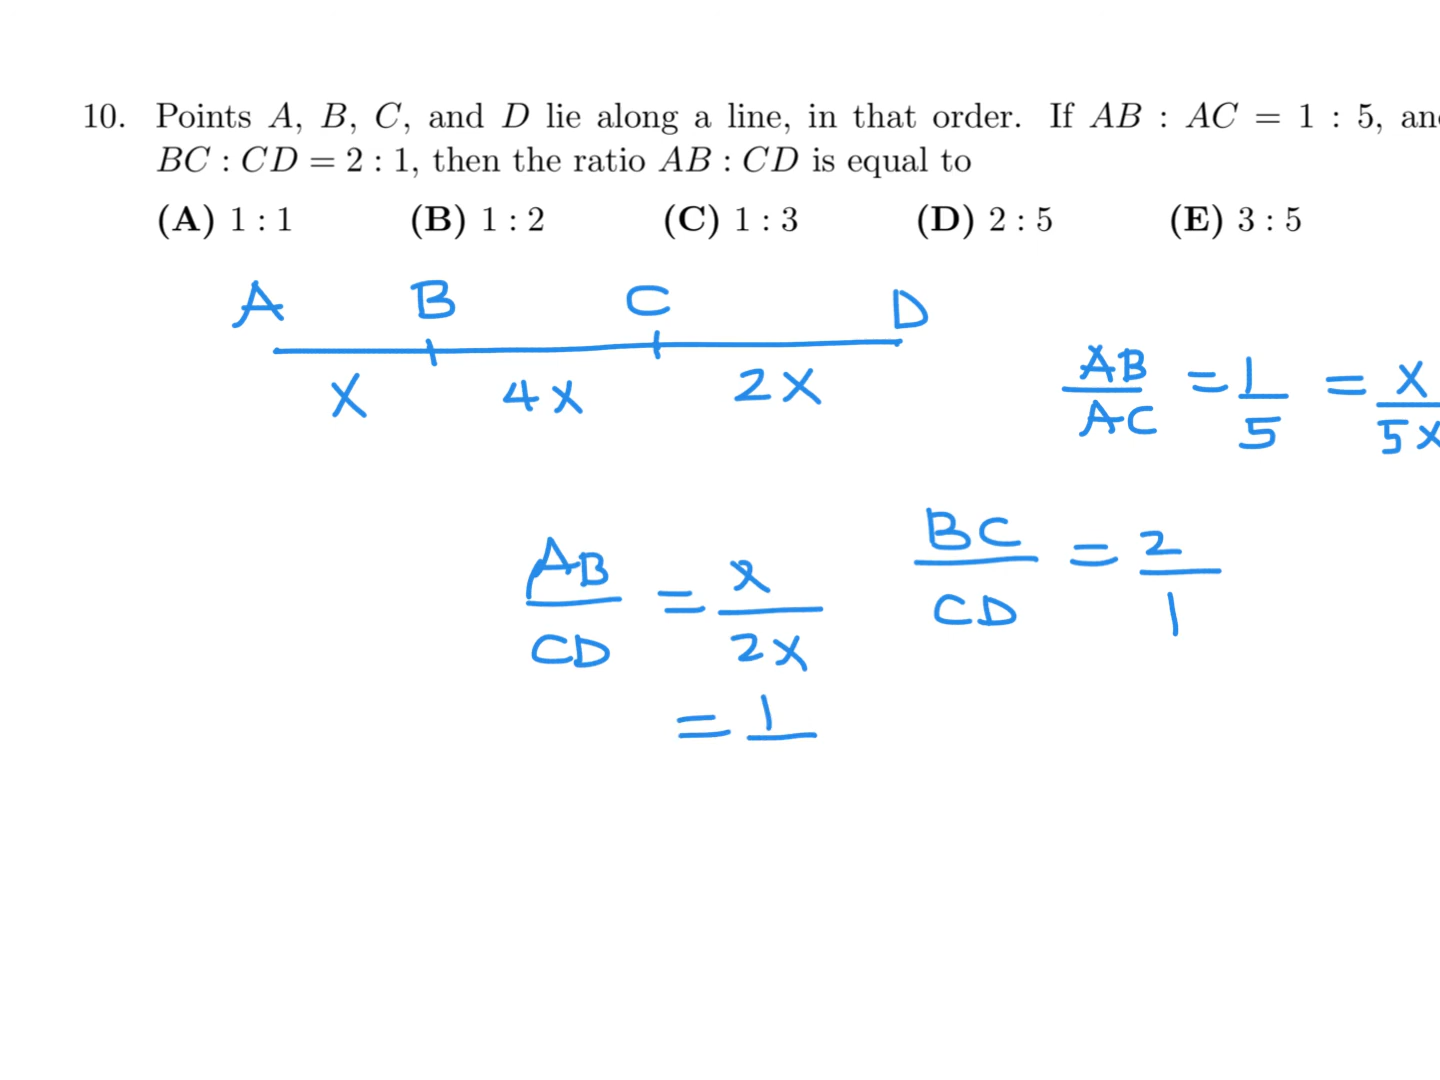 10. Points A, B, C, and D lie along a line, in that order. If AB : AC = 1 : 5, an
BC : CD = 2 : 1, then the ratio AB : CD is equal to
(A) 1 : 1 (B) 1 : 2 (C) 1 : 3 (D) 2 : 5 (E) 3 : 5
A B C D
x 4x 2x
AB/AC = 1/5 = x/5x
BC/CD = 2/1
AB/CD = x/2x
= 1/